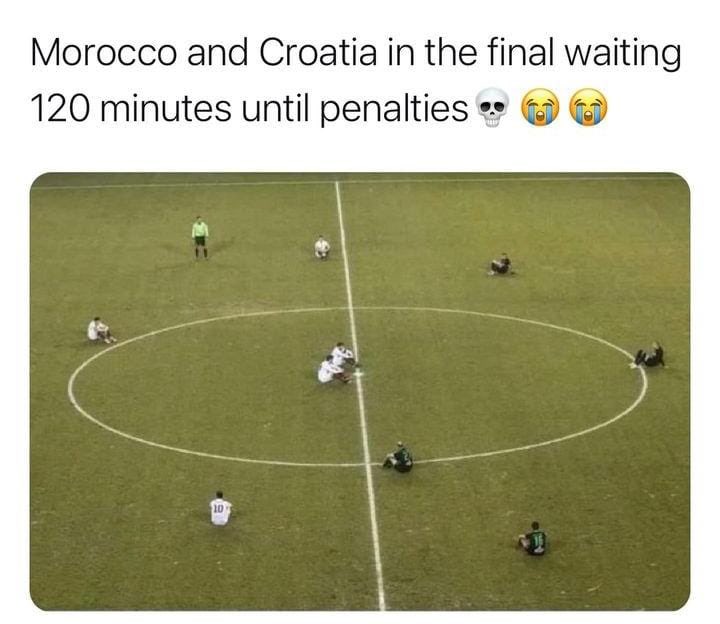 Morocco and Croatia in the final waiting
120 minutes until penalties💀😭😭
10